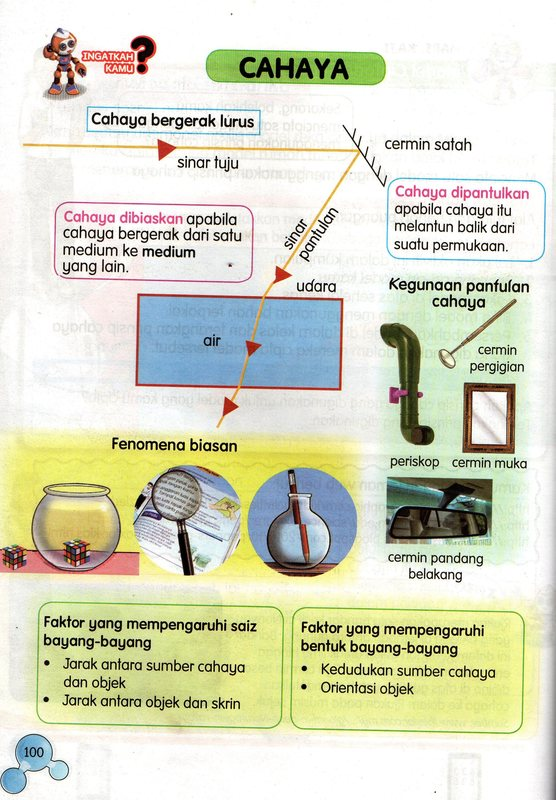 INGATKAH
KAMU ?
CAHAYA
Cahaya bergerak lurus
cermin satah
sinar tuju
Cahaya dipantulkan
apabila cahaya itu
melantun balik dari
suatu permukaan.
Cahaya dibiaskan apabila
cahaya bergerak dari satu
medium ke medium
yang lain.
sinar
pantulan
udara
air
Kegunaan pantulan
cahaya
cermin
pergigian
periskop
cermin muka
cermin pandang
belakang
Fenomena biasan
Faktor yang mempengaruhi saiz
bayang-bayang
• Jarak antara sumber cahaya
dan objek
• Jarak antara objek dan skrin
Faktor yang mempengaruhi
bentuk bayang-bayang
• Kedudukan sumber cahaya
• Orientasi objek
100